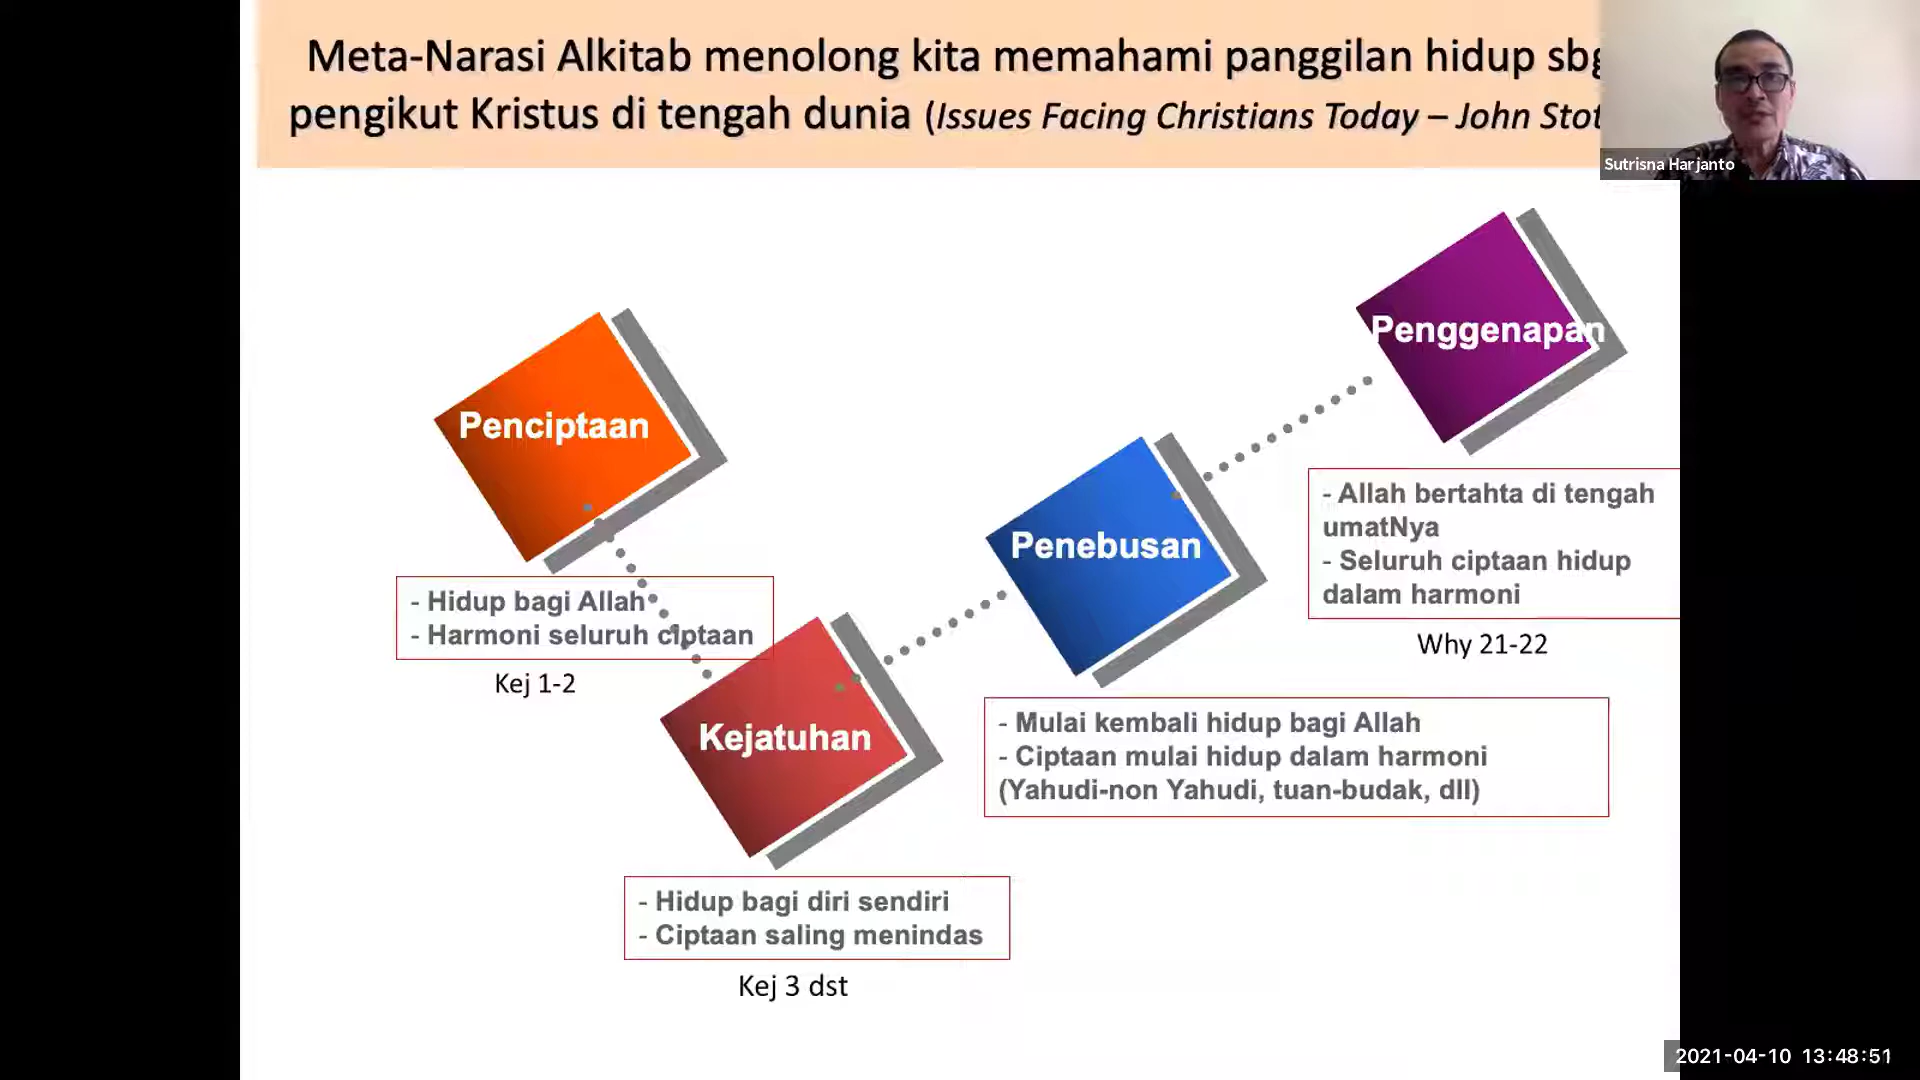 Meta-Narasi Alkitab menolong kita memahami panggilan hidup sbg
pengikut Kristus di tengah dunia (Issues Facing Christians Today – John Stot
Sutrisna Harjanto
Penciptaan
- Hidup bagi Allah
- Harmoni seluruh ciptaan
Kej 1-2
Kejatuhan
- Hidup bagi diri sendiri
- Ciptaan saling menindas
Kej 3 dst
Penebusan
- Mulai kembali hidup bagi Allah
- Ciptaan mulai hidup dalam harmoni
(Yahudi-non Yahudi, tuan-budak, dll)
Penggenapan
- Allah bertahta di tengah
umatNya
- Seluruh ciptaan hidup
dalam harmoni
Why 21-22
2021-04-10 13:48:51